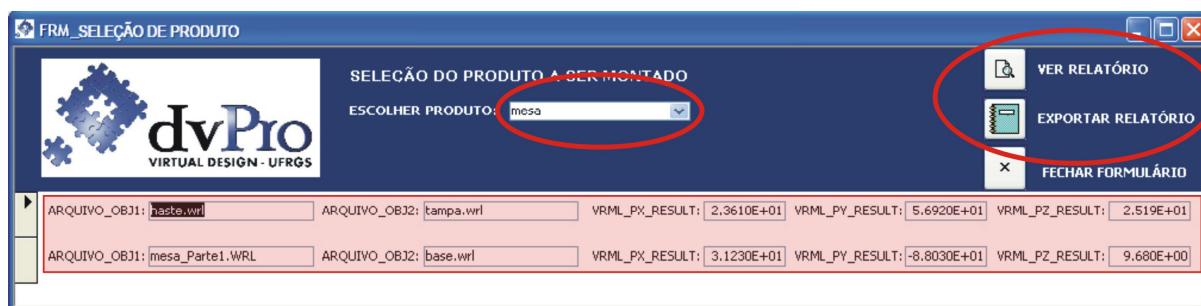 FRM_SELEÇÃO DE PRODUTO
SELEÇÃO DO PRODUTO A SER MONTADO
ESCOLHER PRODUTO: mesa
dvPro
VIRTUAL DESIGN - UFRGS
VER RELATÓRIO
EXPORTAR RELATÓRIO
FECHAR FORMULÁRIO
ARQUIVO_OBJ1: haste.wrl ARQUIVO_OBJ2: tampa.wrl VRML_PX_RESULT: 2.3610E+01 VRML_PY_RESULT: 5.6920E+01 VRML_PZ_RESULT: 2.519E+01
ARQUIVO_OBJ1: mesa_Parte1.WRL ARQUIVO_OBJ2: base.wrl VRML_PX_RESULT: 3.1230E+01 VRML_PY_RESULT: -8.8030E+01 VRML_PZ_RESULT: 9.680E+00